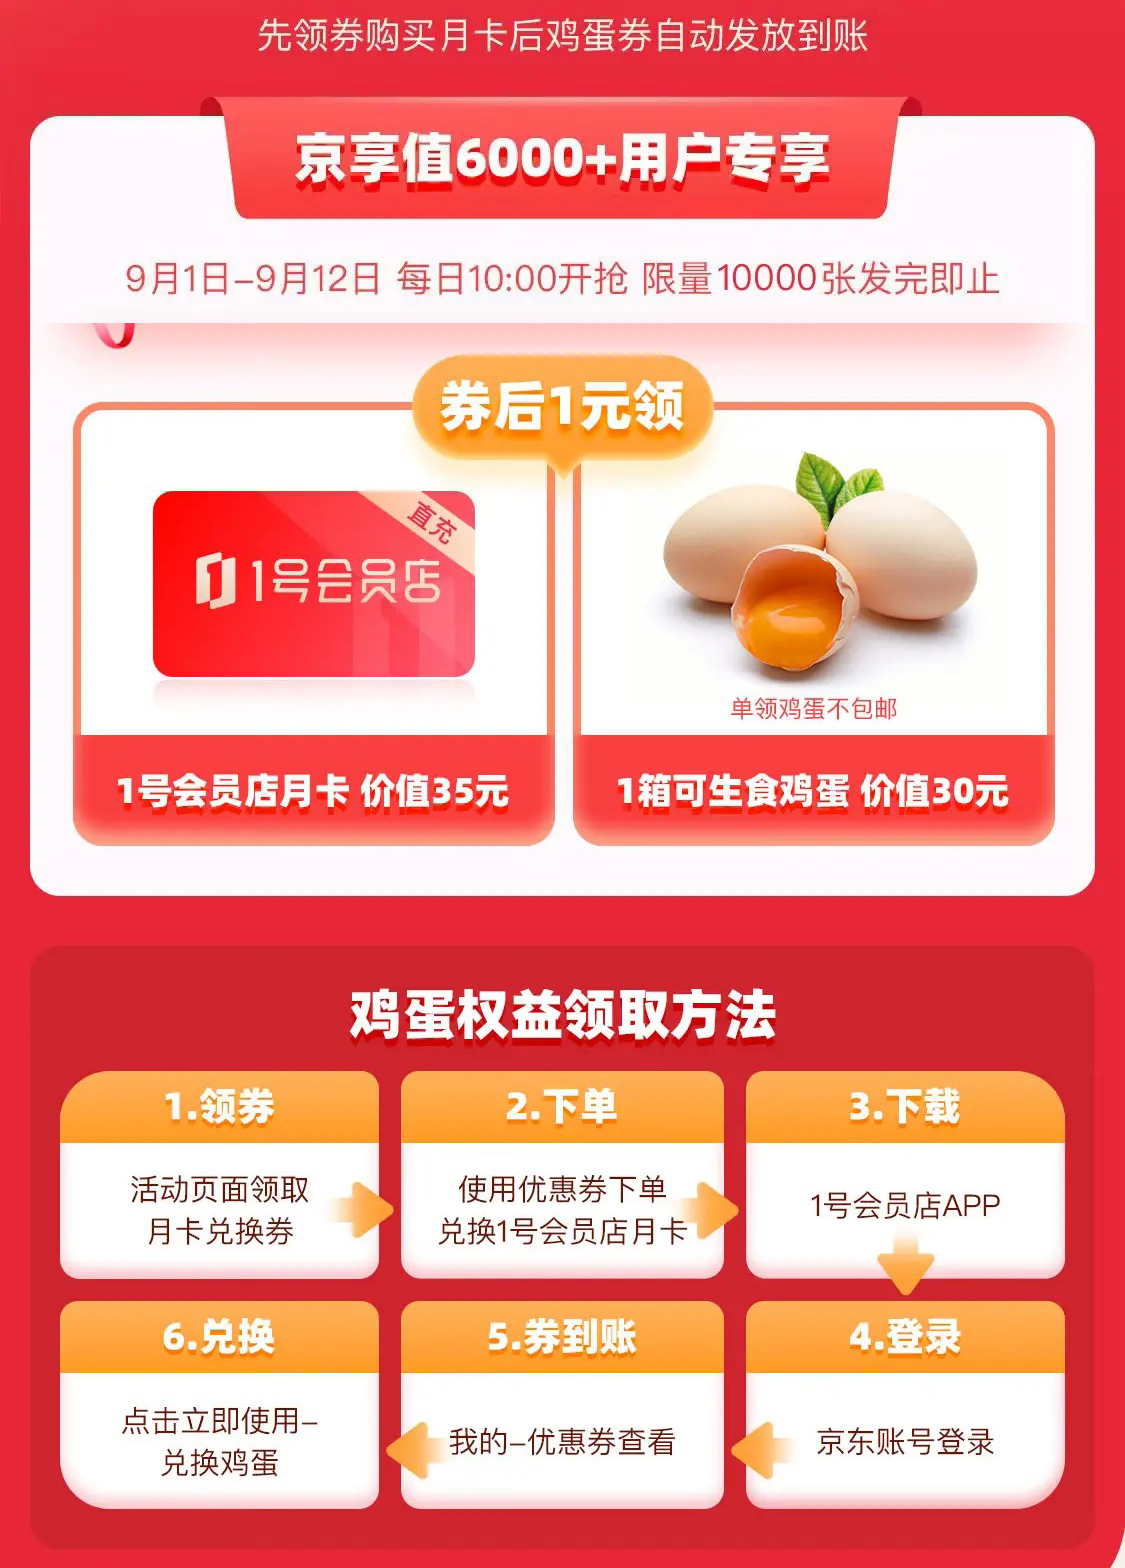 先领券购买月卡后鸡蛋券自动发放到账
京享值6000+用户专享
9月1日-9月12日 每日10:00开抢 限量10000张发完即止
券后1元领
直充
1号会员店
单领鸡蛋不包邮
1号会员店月卡 价值35元
1箱可生食鸡蛋 价值30元
鸡蛋权益领取方法
1.领券
活动页面领取
月卡兑换券
2.下单
使用优惠券下单
兑换1号会员店月卡
3.下载
1号会员店APP
4.登录
京东账号登录
5.券到账
我的-优惠券查看
6.兑换
点击立即使用-
兑换鸡蛋